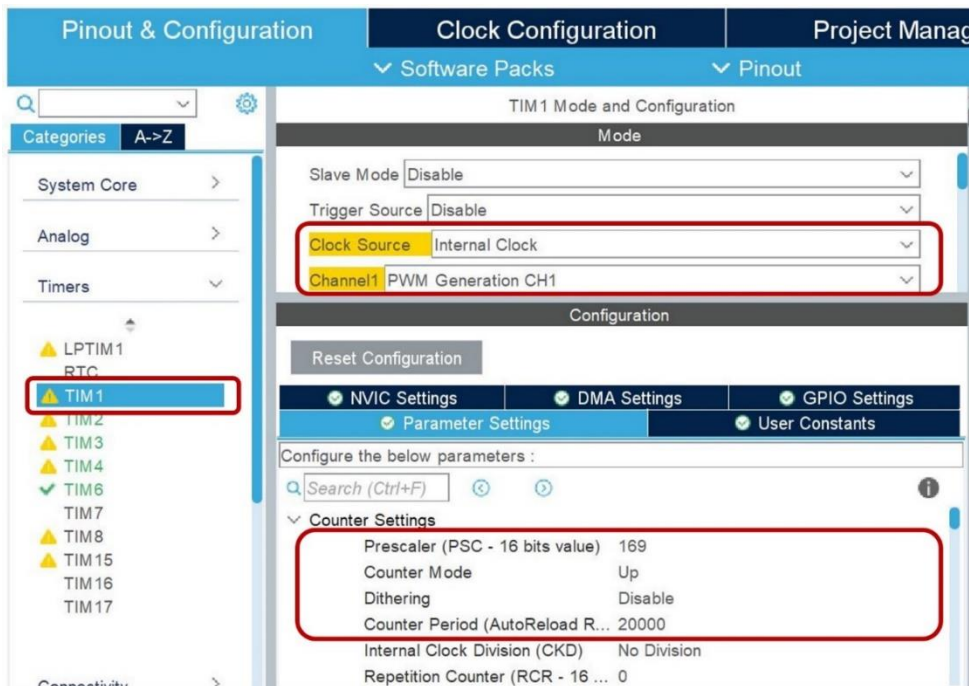 Pinout & Configuration
Clock Configuration
Project Manag
Software Packs
Pinout
Categories
A->Z
System Core
Analog
Timers
LPTIM1
RTC
TIM1
TIM2
TIM3
TIM4
TIM6
TIM7
TIM8
TIM15
TIM16
TIM17
Connectivity
TIM1 Mode and Configuration
Mode
Slave Mode Disable
Trigger Source Disable
Clock Source Internal Clock
Channel1 PWM Generation CH1
Configuration
Reset Configuration
NVIC Settings
DMA Settings
GPIO Settings
Parameter Settings
User Constants
Configure the below parameters :
Search (Ctrl+F)
Counter Settings
Prescaler (PSC - 16 bits value) 169
Counter Mode Up
Dithering Disable
Counter Period (AutoReload R... 20000
Internal Clock Division (CKD) No Division
Repetition Counter (RCR - 16 ... 0